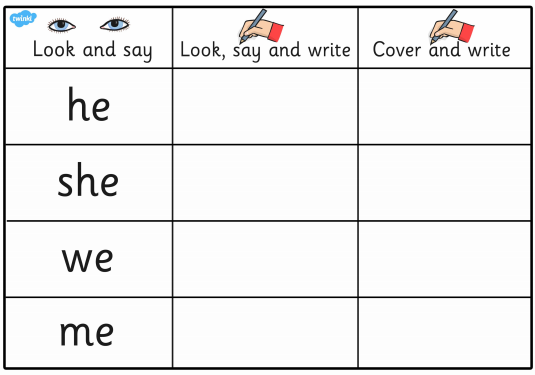 twinkl
Look and say
Look, say and write
Cover and write
he
she
we
me